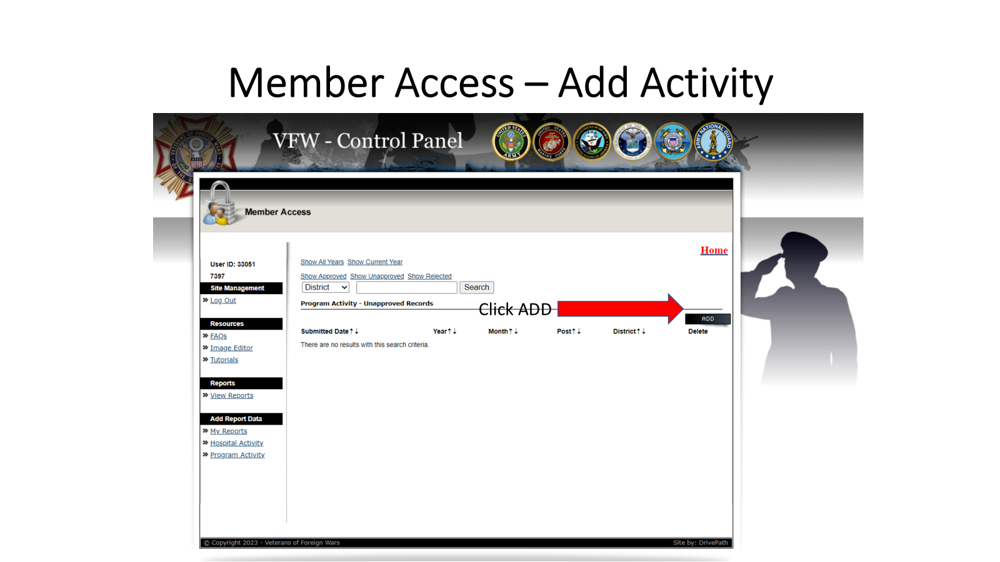 Member Access – Add Activity
VFW - Control Panel
Member Access
Home
User ID: 33051
7397
Site Management
Log Out
Resources
FAQs
Image Editor
Tutorials
Reports
View Reports
Add Report Data
My Reports
Hospital Activity
Program Activity
Show All Years Show Current Year
Show Approved Show Unapproved Show Rejected
District Search
Program Activity - Unapproved Records
Click ADD
ADD
Submitted Date↑↓ Year↑↓ Month↑↓ Post↑↓ District↑↓ Delete
There are no results with this search criteria.
© Copyright 2023 - Veterans of Foreign Wars Site by: DrivePath